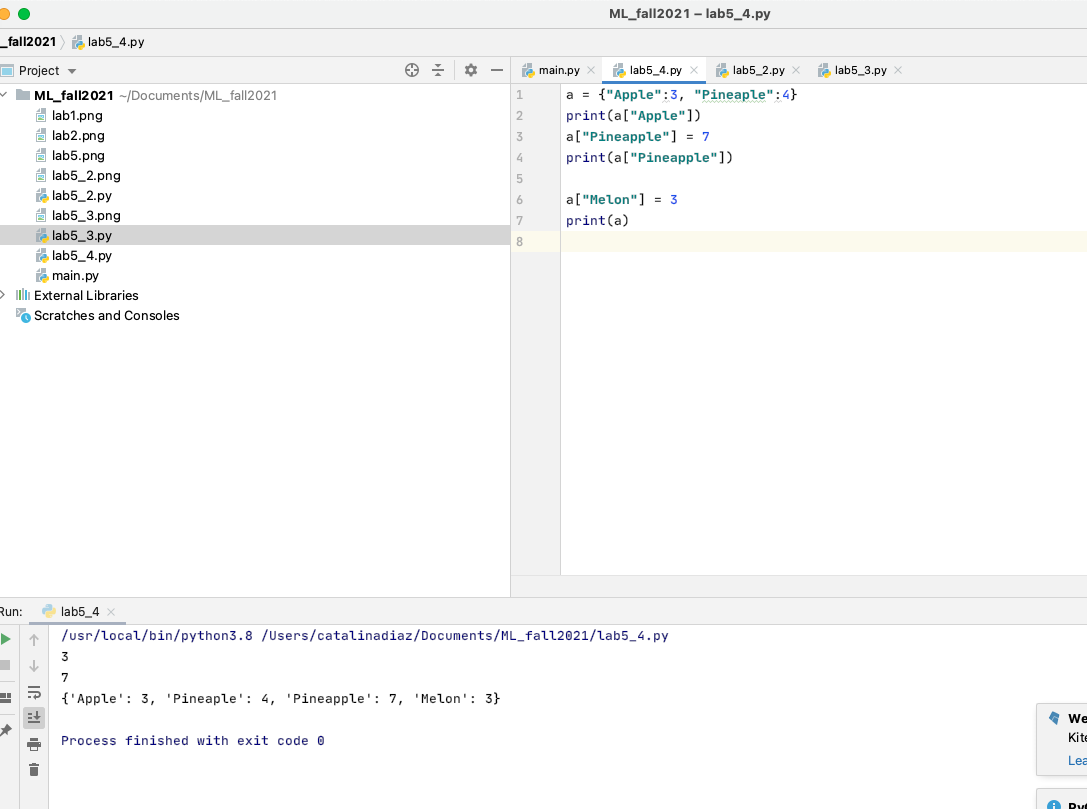 ML_fall2021 – lab5_4.py
_fall2021 lab5_4.py
Project
main.py lab5_4.py lab5_2.py lab5_3.py
ML_fall2021 ~/Documents/ML_fall2021
lab1.png
lab2.png
lab5.png
lab5_2.png
lab5_2.py
lab5_3.png
lab5_3.py
lab5_4.py
main.py
External Libraries
Scratches and Consoles
1 a = {"Apple":3, "Pineaple":4}
2 print(a["Apple"])
3 a["Pineapple"] = 7
4 print(a["Pineapple"])
5
6 a["Melon"] = 3
7 print(a)
8
Run: lab5_4
/usr/local/bin/python3.8 /Users/catalinadiaz/Documents/ML_fall2021/lab5_4.py
3
7
{'Apple': 3, 'Pineaple': 4, 'Pineapple': 7, 'Melon': 3}
Process finished with exit code 0
We
Kite
Lea